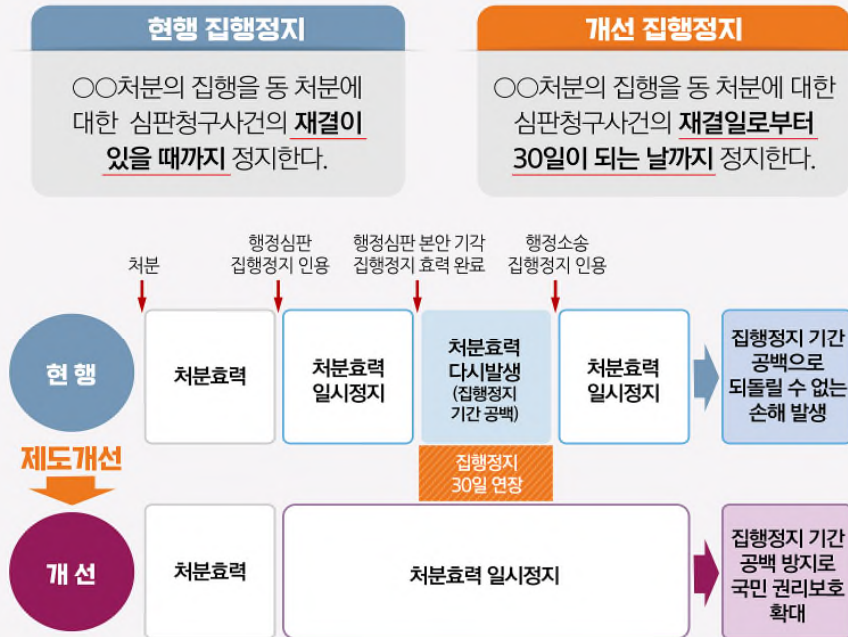 현행 집행정지
○○처분의 집행을 동 처분에
대한 심판청구사건의 재결이
있을 때까지 정지한다.
개선 집행정지
○○처분의 집행을 동 처분에 대한
심판청구사건의 재결일로부터
30일이 되는 날까지 정지한다.
처분
행정심판
집행정지 인용
행정심판 본안 기각
집행정지 효력 완료
행정소송
집행정지 인용
현행
처분효력
처분효력
일시정지
처분효력
다시발생
(집행정지
기간 공백)
처분효력
일시정지
집행정지 기간
공백으로
되돌릴 수 없는
손해 발생
제도개선
집행정지
30일 연장
개선
처분효력
처분효력 일시정지
집행정지 기간
공백 방지로
국민 권리보호
확대